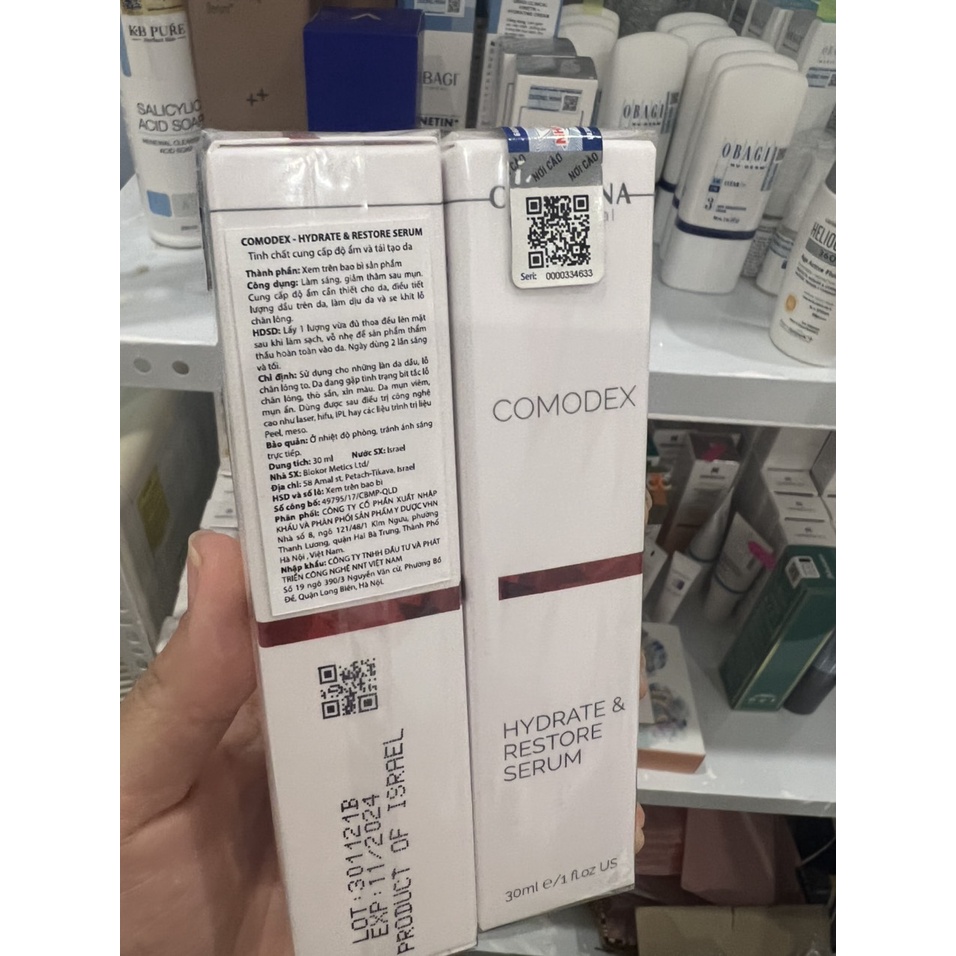 K+B PURE
SALICYLIC
ACID SOAP
OBAGI
NETIN™
OBAGI
OBAGI
CLEAR
3
HELIOC
360
COMODEX - HYDRATE & RESTORE SERUM
Tinh chất cung cấp độ ẩm và tái tạo da
Thành phần: Xem trên bao bì sản phẩm
Công dụng: Làm sáng, giảm thâm sau mụn.
Cung cấp độ ẩm cần thiết cho da, điều tiết
lượng dầu trên da, làm dịu da và se khít lỗ
chân lông.
HDSD: Lấy 1 lượng vừa đủ thoa đều lên mặt
sau khi làm sạch, vỗ nhẹ để sản phẩm thẩm
thấu hoàn toàn vào da. Ngày dùng 2 lần sáng
và tối.
Chỉ định: Sử dụng cho những làn da dầu, lỗ
chân lông to. Da đang gặp tình trạng bít tắc lỗ
chân lông, thô sần, xỉn màu. Da mụn viêm,
mụn ẩn. Dùng được sau điều trị công nghệ
cao như laser, hifu, IPL hay các liệu trình trị liệu
Peel, meso.
Bảo quản: Ở nhiệt độ phòng, tránh ánh sáng
trực tiếp.
Dung tích: 30 ml Nước SX: Israel
Nhà SX: Biokor Metics Ltd/
Địa chỉ: 58 Amal st, Petach-Tikava, Israel
HSD và số lô: Xem trên bao bì
Số công bố: 49795/17/CBMP-QLD
Phân phối: CÔNG TY CỔ PHẦN XUẤT NHẬP
KHẨU VÀ PHÂN PHỐI SẢN PHẨM Y DƯỢC VHN
Nhà số 8, ngõ 121/48/1 Kim Ngưu, phường
Thanh Lương, quận Hai Bà Trưng, Thành Phố
Hà Nội, Việt Nam.
Nhập khẩu: CÔNG TY TNHH ĐẦU TƯ VÀ PHÁT
TRIỂN CÔNG NGHỆ NNT VIỆT NAM
Số 19 ngõ 390/3 Nguyễn Văn cừ, Phường Bồ
Đề, Quận Long Biên, Hà Nội.
LOT:301121B
EXP:11/2024
PRODUCT OF ISRAEL
NƠI CÀO NƠI CÀO
Seri: 0000334633
COMODEX
HYDRATE &
RESTORE
SERUM
30ml e/1 fl.oz US